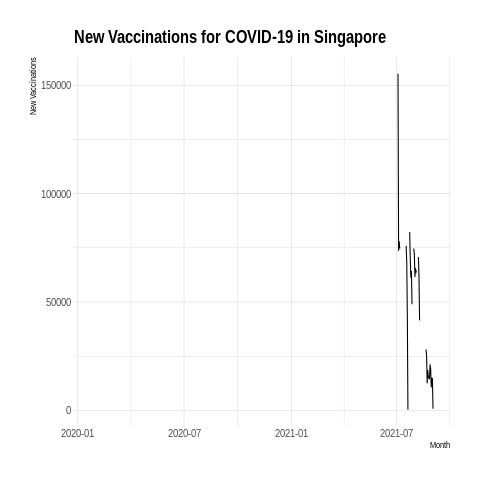 New Vaccinations for COVID-19 in Singapore
New Vaccinations
150000
100000
50000
0
2020-01 2020-07 2021-01 2021-07
Month